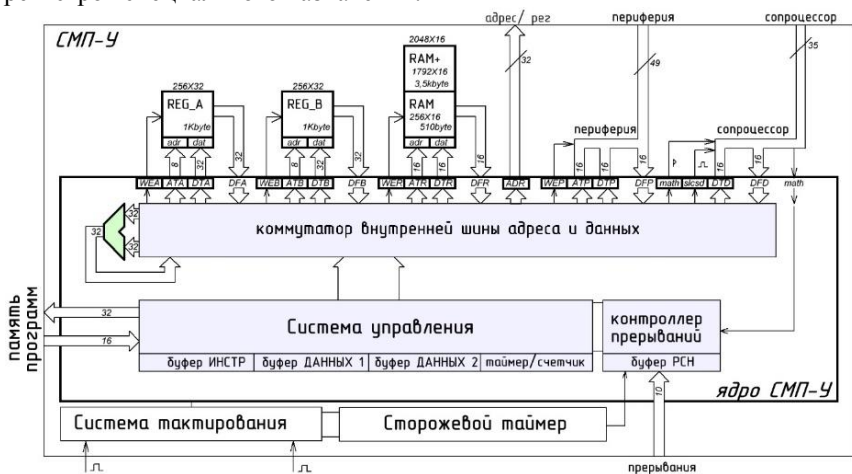 адрес/ рег периферия сопроцессор
СМП-У
2048X16
RAM+
1792X16
3,5kbyte
32 49 35
256X32 256X32
REG_A REG_B RAM
1Kbyte 1Kbyte 256X16
510byte
периферия сопроцессор
adr dat adr dat adr dat
8 32 32 8 32 32 16 16 16 16 16 16 16 16
WEA ATA DTA DFA WEB ATB DTB DFB WER ATR DTR DFR ADR WEP ATP DTP DFP math slcsd DTD DFD math
32
32
32
коммутатор внутренней шины адреса и данных
память программ
32
16
Система управления
контроллер
прерываний
буфер ИНСТР буфер ДАННЫХ 1 буфер ДАННЫХ 2 таймер/счетчик буфер РСН
10
ядро СМП-У
Система тактирования Сторожевой таймер
прерывания